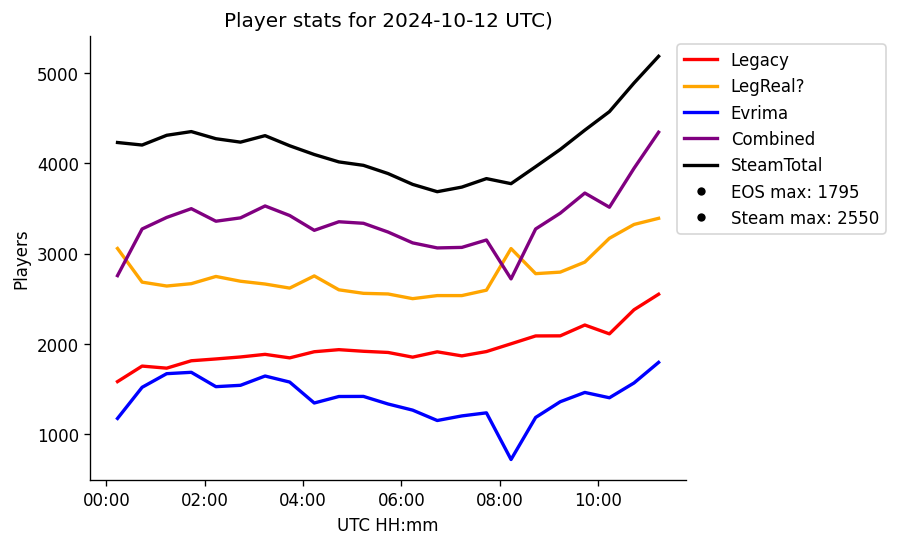 Player stats for 2024-10-12 UTC)
Players
5000
4000
3000
2000
1000
00:00 02:00 04:00 06:00 08:00 10:00
UTC HH:mm
Legacy
LegReal?
Evrima
Combined
SteamTotal
EOS max: 1795
Steam max: 2550